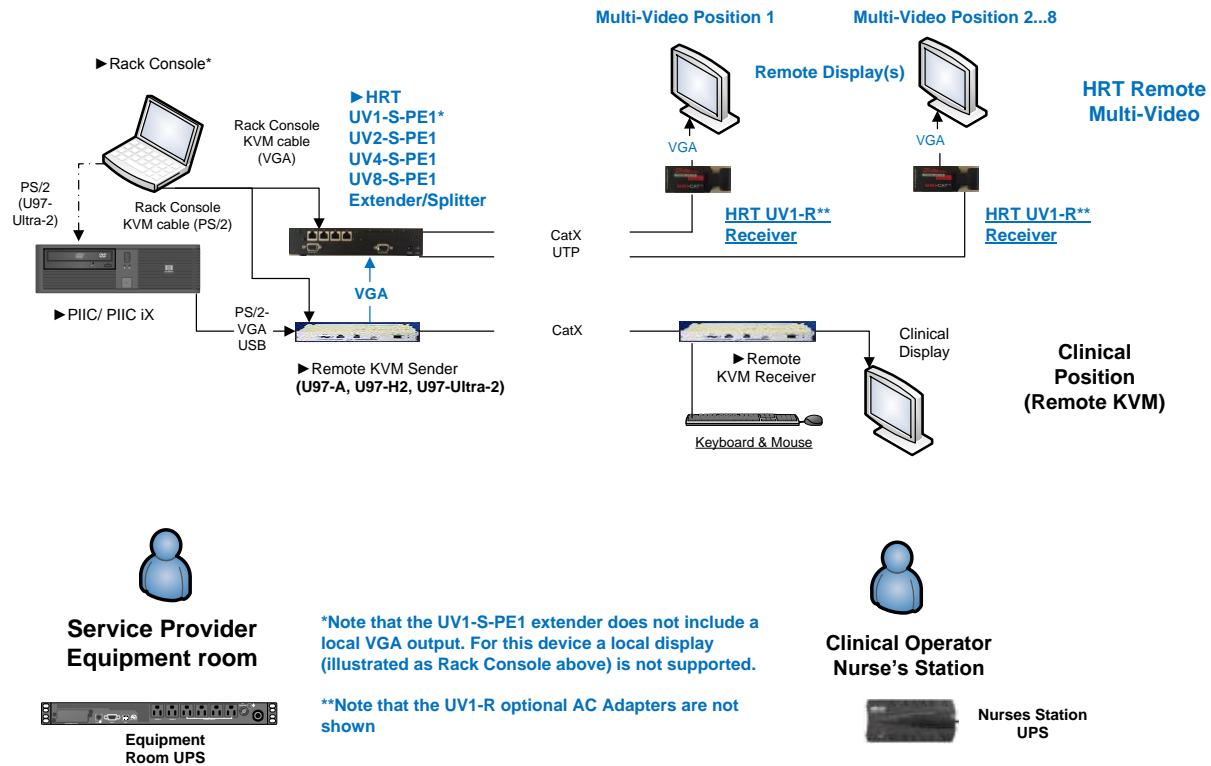 Multi-Video Position 1
Multi-Video Position 2...8
►Rack Console*
Remote Display(s)
HRT Remote
Multi-Video
►HRT
UV1-S-PE1*
UV2-S-PE1
UV4-S-PE1
UV8-S-PE1
Extender/Splitter
Rack Console
KVM cable
(VGA)
VGA
VGA
PS/2
(U97-
Ultra-2)
Rack Console
KVM cable (PS/2)
HRT UV1-R**
Receiver
HRT UV1-R**
Receiver
CatX
UTP
VGA
►PIIC/ PIIC iX
PS/2-
VGA
USB
CatX
Clinical
Display
►Remote KVM Sender
(U97-A, U97-H2, U97-Ultra-2)
►Remote
KVM Receiver
Clinical
Position
(Remote KVM)
Keyboard & Mouse
Service Provider
Equipment room
*Note that the UV1-S-PE1 extender does not include a
local VGA output. For this device a local display
(illustrated as Rack Console above) is not supported.
**Note that the UV1-R optional AC Adapters are not
shown
Clinical Operator
Nurse's Station
Equipment
Room UPS
Nurses Station
UPS